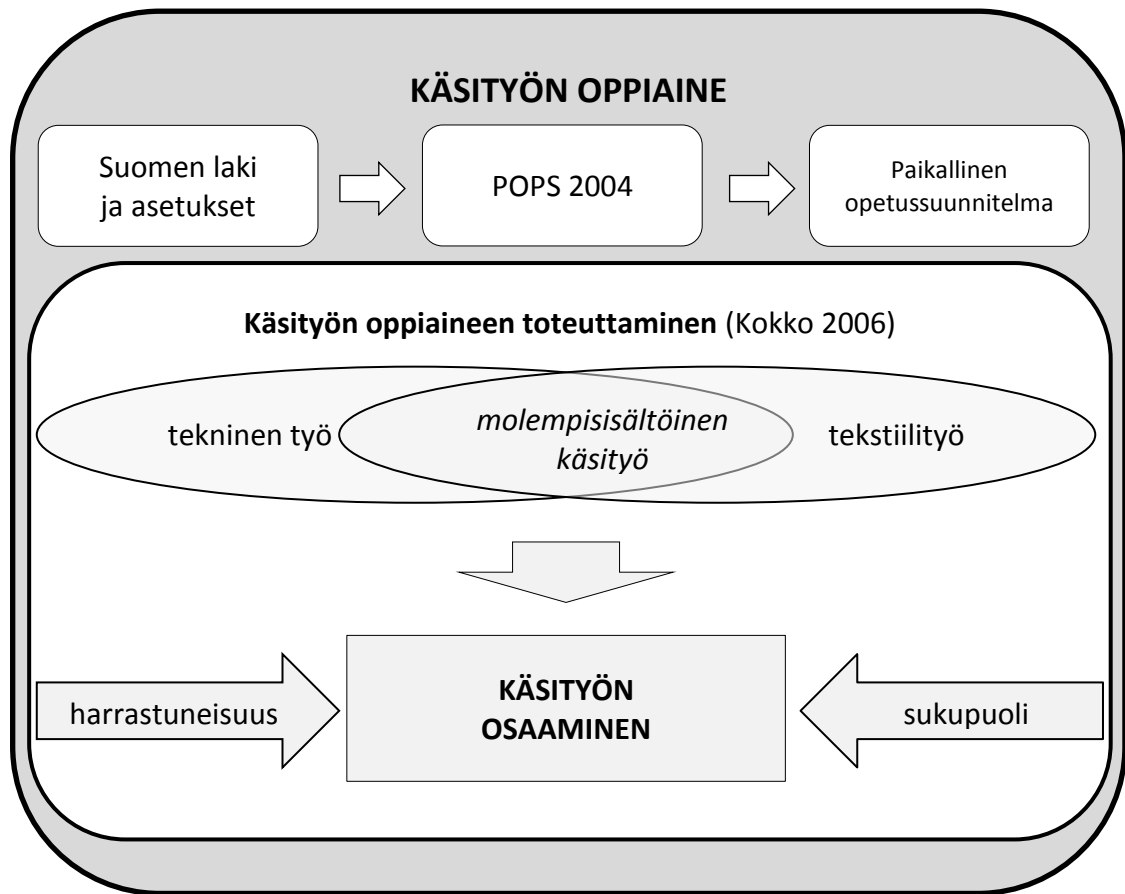 KÄSITYÖN OPPIAINE
Suomen laki
ja asetukset
POPS 2004
Paikallinen
opetussuunnitelma
Käsityön oppiaineen toteuttaminen (Kokko 2006)
tekninen työ
molempisisältöinen
käsityö
tekstiilityö
harrastuneisuus
KÄSITYÖN
OSAAMINEN
sukupuoli